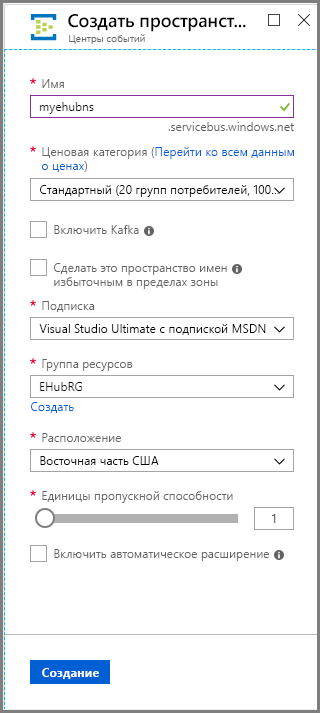 Создать пространст...
Центры событий
* Имя
myehubns
.servicebus.windows.net
* Ценовая категория (Перейти ко всем данным
о ценах)
Стандартный (20 групп потребителей, 100...
Включить Kafka
Сделать это пространство имен
избыточным в пределах зоны
* Подписка
Visual Studio Ultimate с подпиской MSDN
* Группа ресурсов
EHubRG
Создать
* Расположение
Восточная часть США
* Единицы пропускной способности
1
Включить автоматическое расширение
Создание